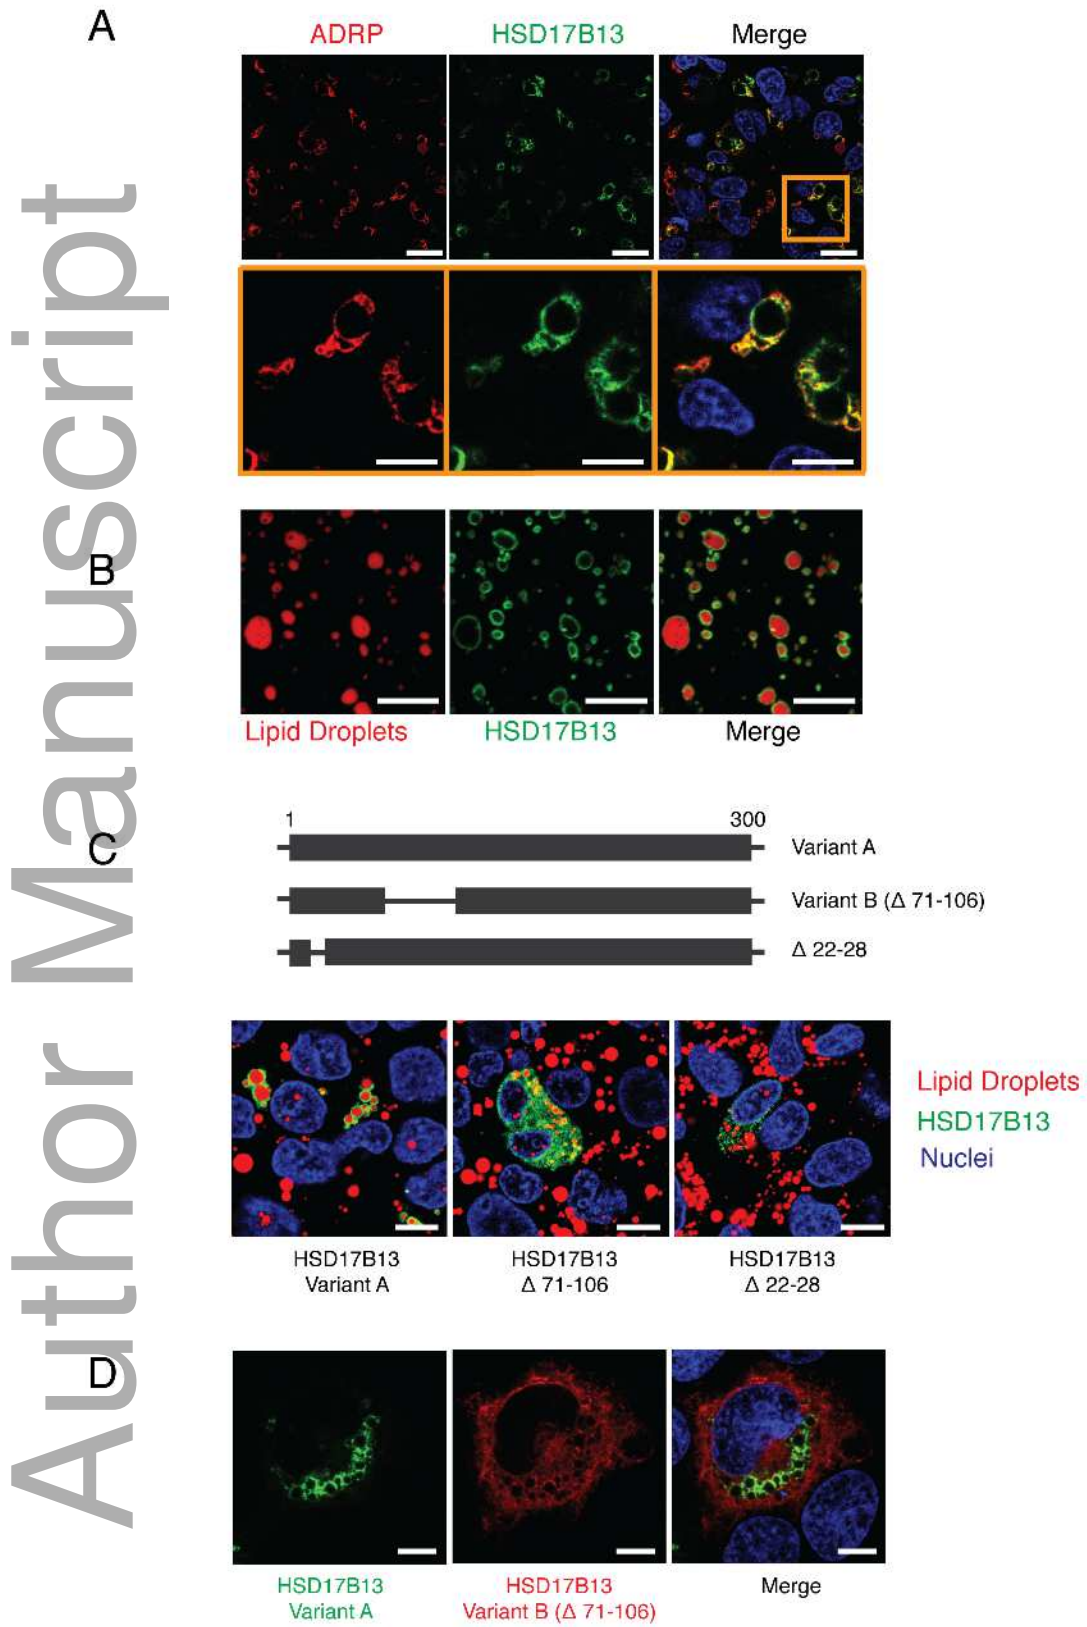 Author Manuscript
A
ADRP HSD17B13 Merge
B
Lipid Droplets HSD17B13 Merge
C
1 300
Variant A
Variant B (Δ 71-106)
Δ 22-28
Lipid Droplets
HSD17B13
Nuclei
HSD17B13 HSD17B13 HSD17B13
Variant A Δ 71-106 Δ 22-28
D
HSD17B13 HSD17B13 Merge
Variant A Variant B (Δ 71-106)